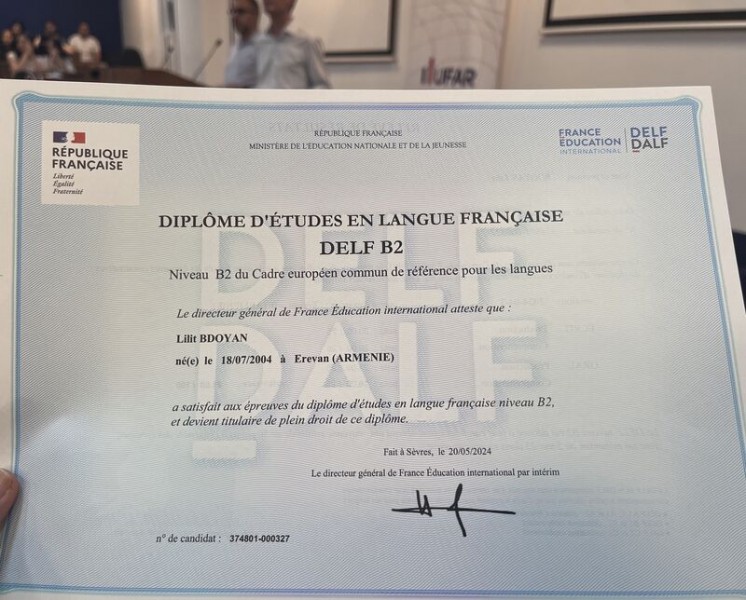 UFAR
RÉPUBLIQUE
FRANÇAISE
Liberté
Égalité
Fraternité
RÉPUBLIQUE FRANÇAISE
MINISTÈRE DE L'ÉDUCATION NATIONALE ET DE LA JEUNESSE
FRANCE
ÉDUCATION
INTERNATIONAL
DELF
DALF
DIPLÔME D'ÉTUDES EN LANGUE FRANÇAISE
DELF B2
Niveau B2 du Cadre européen commun de référence pour les langues
Le directeur général de France Éducation international atteste que :
Lilit BDOYAN
né(e) le 18/07/2004 à Erevan (ARMENIE)
a satisfait aux épreuves du diplôme d'études en langue française niveau B2,
et devient titulaire de plein droit de ce diplôme.
Fait à Sèvres, le 20/05/2024
Le directeur général de France Éducation international par intérim
n° de candidat : 374801-000327
DELF
DALF